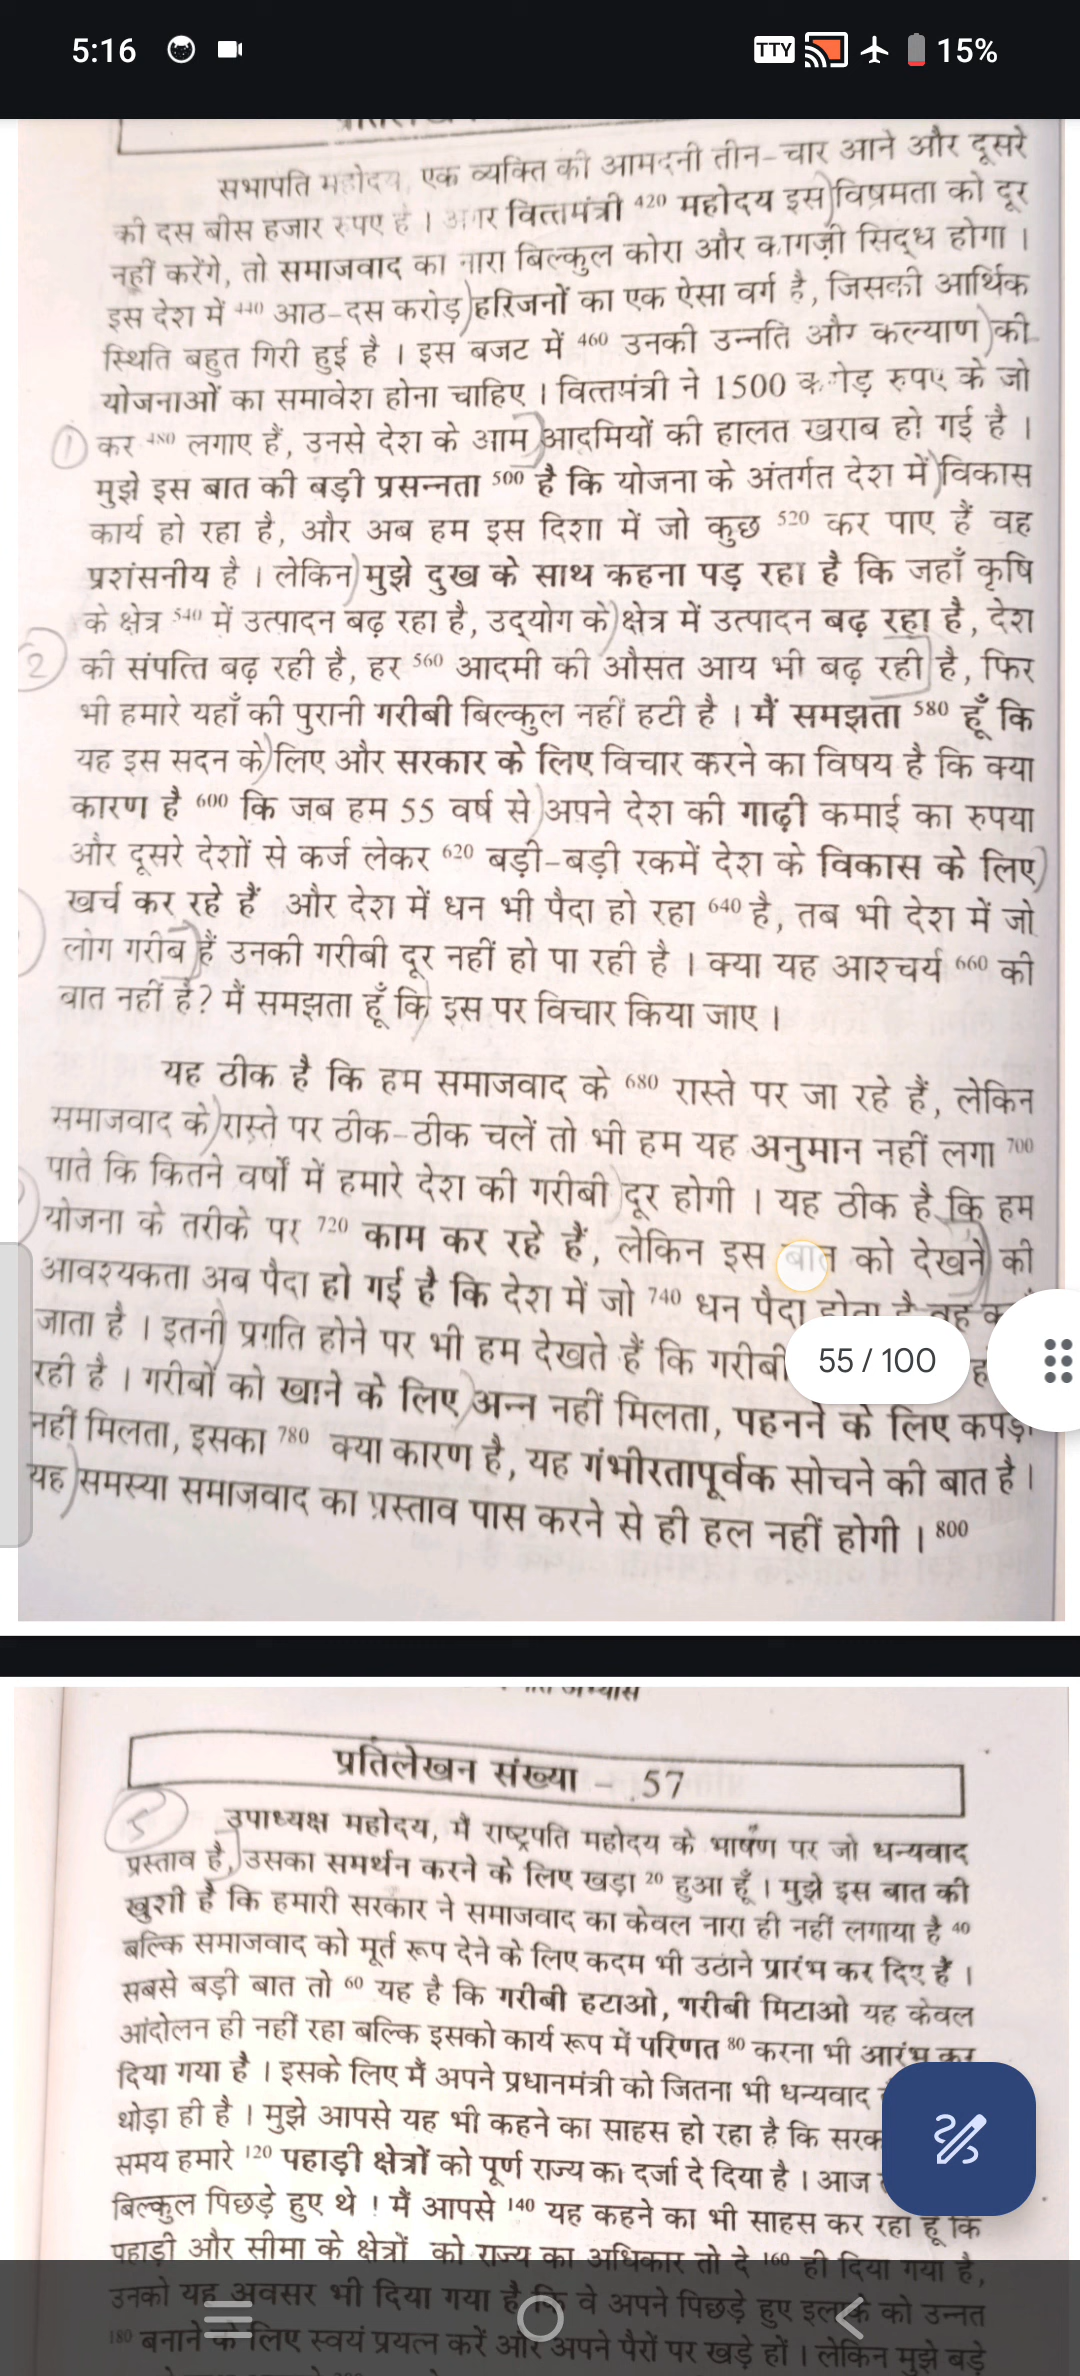 5:16 TTY 15%
सभापति महोदय, एक व्यक्ति की आमदनी तीन-चार आने और दूसरे
की दस बीस हजार रुपए है । अगर वित्तमंत्री 420 महोदय इस विषमता को दूर
नहीं करेंगे, तो समाजवाद का नारा बिल्कुल कोरा और कागज़ी सिद्ध होगा ।
इस देश में 440 आठ-दस करोड़ हरिजनों का एक ऐसा वर्ग है, जिसकी आर्थिक
स्थिति बहुत गिरी हुई है । इस बजट में 460 उनकी उन्नति और कल्याण की
योजनाओं का समावेश होना चाहिए । वित्तमंत्री ने 1500 करोड़ रुपए के जो
1 कर 480 लगाए हैं, उनसे देश के आम आदमियों की हालत खराब हो गई है ।
मुझे इस बात की बड़ी प्रसन्नता 500 है कि योजना के अंतर्गत देश में विकास
कार्य हो रहा है, और अब हम इस दिशा में जो कुछ 520 कर पाए हैं वह
प्रशंसनीय है । लेकिन मुझे दुख के साथ कहना पड़ रहा है कि जहाँ कृषि
के क्षेत्र 540 में उत्पादन बढ़ रहा है, उद्योग के क्षेत्र में उत्पादन बढ़ रहा है, देश
2 की संपत्ति बढ़ रही है, हर 560 आदमी की औसत आय भी बढ़ रही है, फिर
भी हमारे यहाँ की पुरानी गरीबी बिल्कुल नहीं हटी है । मैं समझता 580 हूँ कि
यह इस सदन के लिए और सरकार के लिए विचार करने का विषय है कि क्या
कारण है 600 कि जब हम 55 वर्ष से अपने देश की गाढ़ी कमाई का रुपया
और दूसरे देशों से कर्ज लेकर 620 बड़ी-बड़ी रकमें देश के विकास के लिए
खर्च कर रहे हैं और देश में धन भी पैदा हो रहा 640 है, तब भी देश में जो
लोग गरीब हैं उनकी गरीबी दूर नहीं हो पा रही है । क्या यह आश्चर्य 660 की
बात नहीं है? मैं समझता हूँ कि इस पर विचार किया जाए ।
यह ठीक है कि हम समाजवाद के 680 रास्ते पर जा रहे हैं, लेकिन
समाजवाद के रास्ते पर ठीक-ठीक चलें तो भी हम यह अनुमान नहीं लगा 700
पाते कि कितने वर्षों में हमारे देश की गरीबी दूर होगी । यह ठीक है कि हम
योजना के तरीके पर 720 काम कर रहे हैं, लेकिन इस बात को देखने की
आवश्यकता अब पैदा हो गई है कि देश में जो 740 धन पैदा होता है वह
जाता है । इतनी प्रगति होने पर भी हम देखते हैं कि गरीबी
55 / 100
रही है । गरीबों को खाने के लिए अन्न नहीं मिलता, पहनने के लिए कपड़ा
नहीं मिलता, इसका 780 क्या कारण है, यह गंभीरतापूर्वक सोचने की बात है ।
यह समस्या समाजवाद का प्रस्ताव पास करने से ही हल नहीं होगी । 800
प्रतिलेखन संख्या - 57
5 उपाध्यक्ष महोदय, मैं राष्ट्रपति महोदय के भाषण पर जो धन्यवाद
प्रस्ताव है, उसका समर्थन करने के लिए खड़ा 20 हुआ हूँ । मुझे इस बात की
खुशी है कि हमारी सरकार ने समाजवाद का केवल नारा ही नहीं लगाया है 40
बल्कि समाजवाद को मूर्त रूप देने के लिए कदम भी उठाने प्रारंभ कर दिए हैं ।
सबसे बड़ी बात तो 60 यह है कि गरीबी हटाओ, गरीबी मिटाओ यह केवल
आंदोलन ही नहीं रहा बल्कि इसको कार्य रूप में परिणत 80 करना भी आरंभ कर
दिया गया है । इसके लिए मैं अपने प्रधानमंत्री को जितना भी धन्यवाद
थोड़ा ही है । मुझे आपसे यह भी कहने का साहस हो रहा है कि
समय हमारे 120 पहाड़ी क्षेत्रों को पूर्ण राज्य का दर्जा दे दिया है । आज
बिल्कुल पिछड़े हुए थे ! मैं आपसे 140 यह कहने का भी साहस कर रहा हूँ कि
पहाड़ी और सीमा के क्षेत्रों को राज्य का अधिकार तो दे 160 ही दिया गया है,
उनको यह अवसर भी दिया गया है कि वे अपने पिछड़े हुए इलाके को उन्नत
180 बनाने के लिए स्वयं प्रयत्न करें और अपने पैरों पर खड़े हों । लेकिन मुझे बड़े